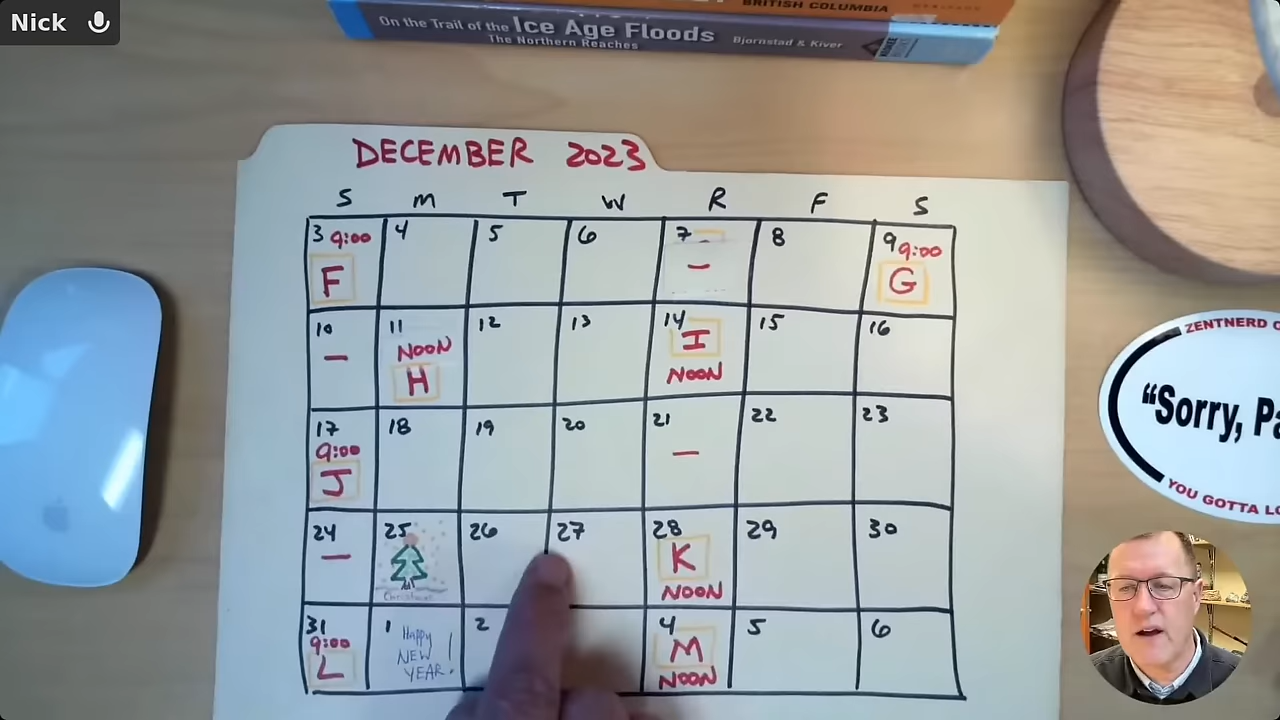 Nick
BRITISH COLUMBIA
HERITAGE
On the Trail of the Ice Age Floods
The Northern Reaches
Bjornstad & Kiver
DECEMBER 2023
S M T W R F S
3 9:00 4 5 6 7 8 9 9:00
F — G
10 11 12 13 14 15 16
— NOON I
H NOON
17 18 19 20 21 22 23
9:00 —
J
24 25 26 27 28 29 30
— K
Christmas NOON
31 1 2 4 5 6
9:00 Happy M
L NEW NOON
YEAR!
ZENTNERD
"Sorry, Pa
YOU GOTTA